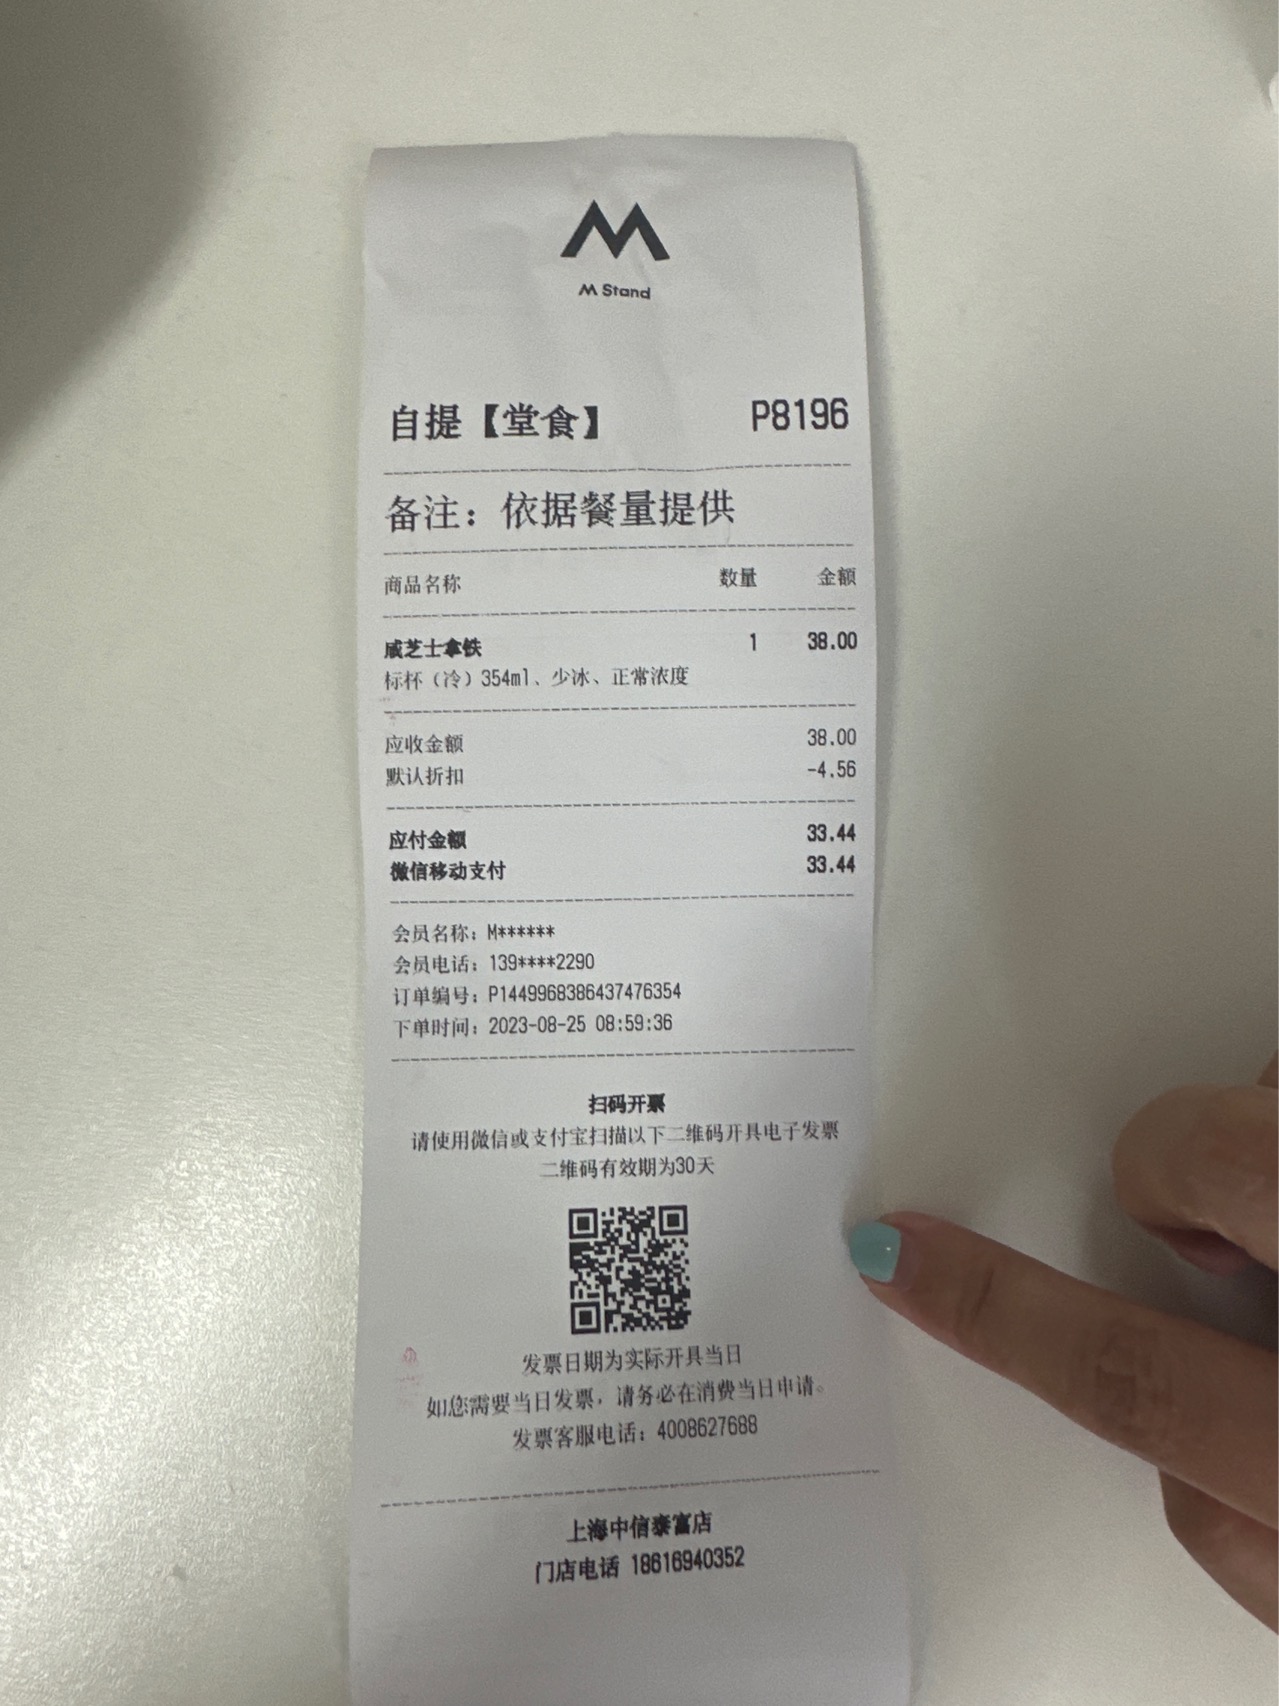 M Stand
自提【堂食】 P8196
备注：依据餐量提供
商品名称 数量 金额
咸芝士拿铁 1 38.00
标杯（冷）354ml、少冰、正常浓度
应收金额 38.00
默认折扣 -4.56
应付金额 33.44
微信移动支付 33.44
会员名称：M******
会员电话：139****2290
订单编号：P1449968386437476354
下单时间：2023-08-25 08:59:36
扫码开票
请使用微信或支付宝扫描以下二维码开具电子发票
二维码有效期为30天
发票日期为实际开具当日
如您需要当日发票，请务必在消费当日申请。
发票客服电话：4008627688
上海中信泰富店
门店电话 18616940352